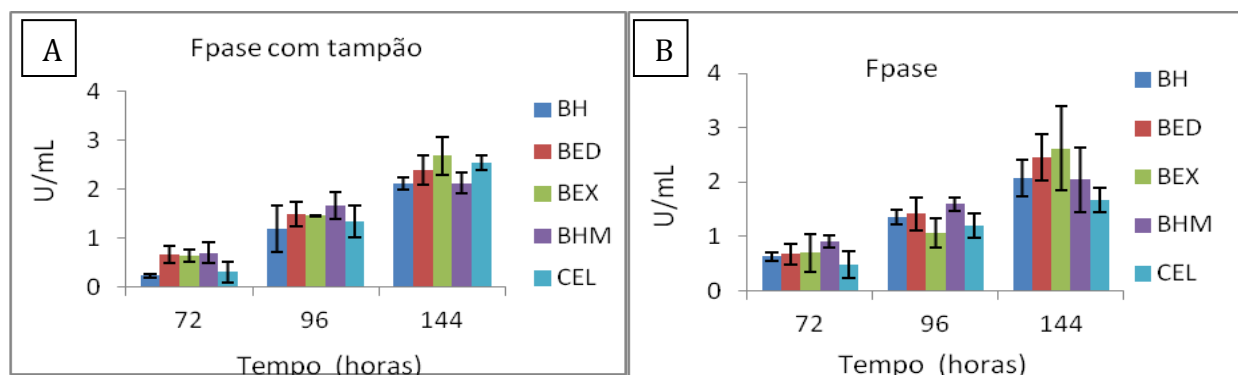 A
Fpase com tampão
U/mL
4
3
2
1
0
72 96 144
Tempo (horas)
BH
BED
BEX
BHM
CEL
B
Fpase
U/mL
4
3
2
1
0
72 96 144
Tempo (horas)
BH
BED
BEX
BHM
CEL